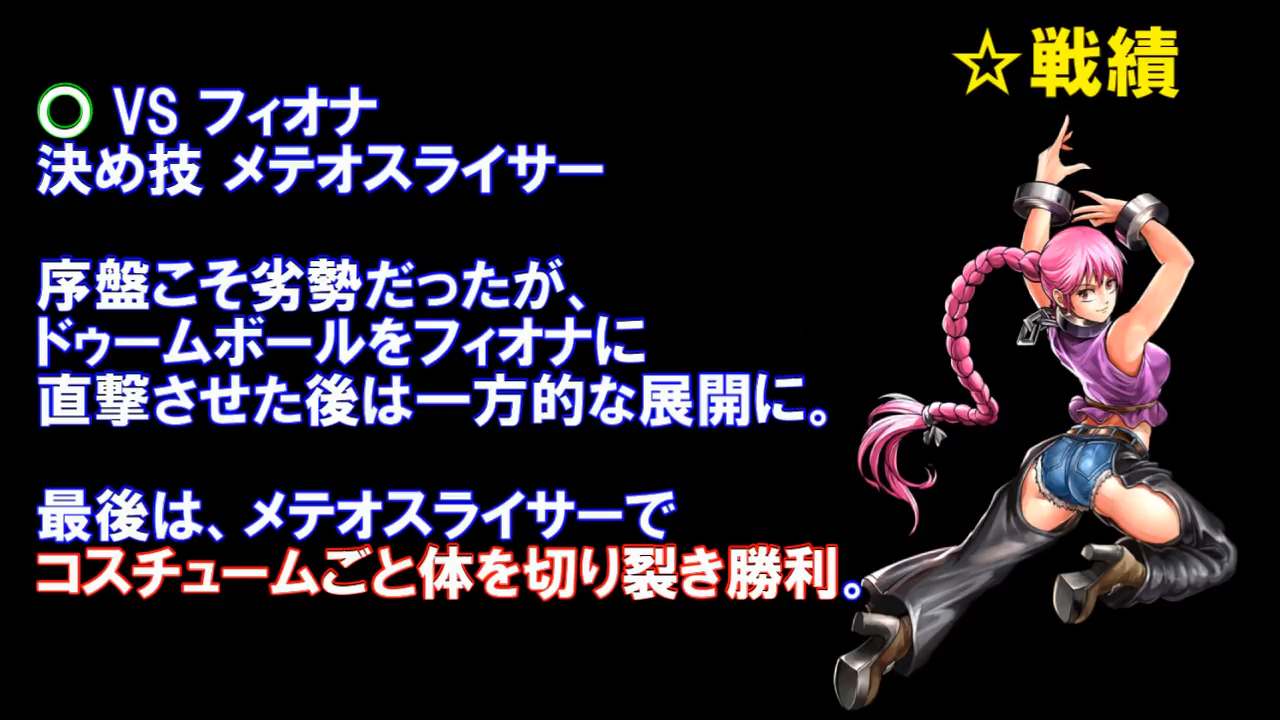 ☆戦績
○ VS フィオナ
決め技 メテオスライサー
序盤こそ劣勢だったが、
ドゥームボールをフィオナに
直撃させた後は一方的な展開に。
最後は、メテオスライサーで
コスチュームごと体を切り裂き勝利。